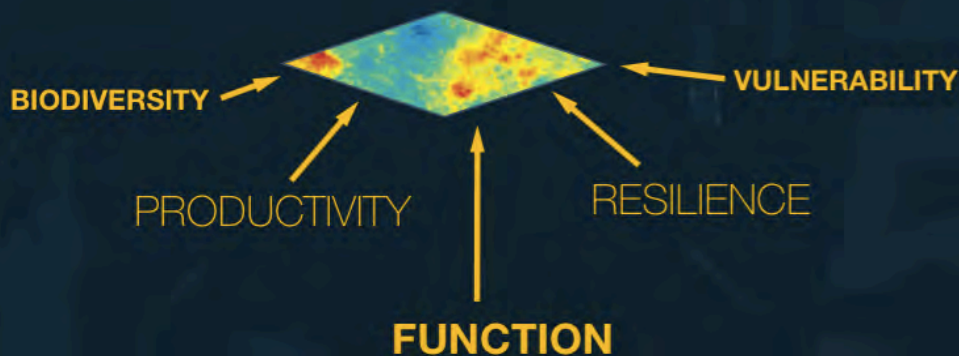 BIODIVERSITY
VULNERABILITY
PRODUCTIVITY
RESILIENCE
FUNCTION